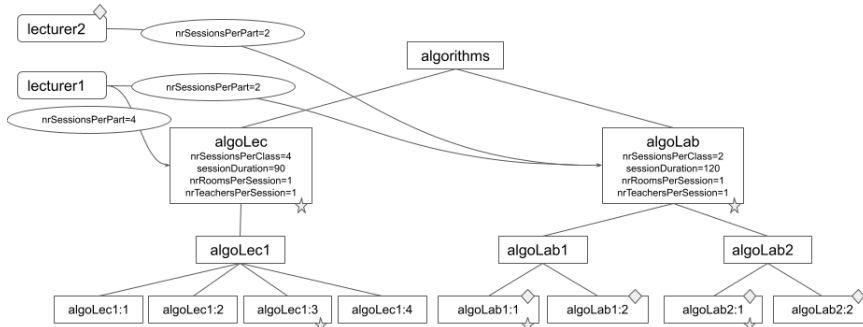 lecturer2
nrSessionsPerPart=2
algorithms
lecturer1
nrSessionsPerPart=2
nrSessionsPerPart=4
algoLec
nrSessionsPerClass=4
sessionDuration=90
nrRoomsPerSession=1
nrTeachersPerSession=1
algoLab
nrSessionsPerClass=2
sessionDuration=120
nrRoomsPerSession=1
nrTeachersPerSession=1
algoLec1
algoLab1
algoLab2
algoLec1:1
algoLec1:2
algoLec1:3
algoLec1:4
algoLab1:1
algoLab1:2
algoLab2:1
algoLab2:2